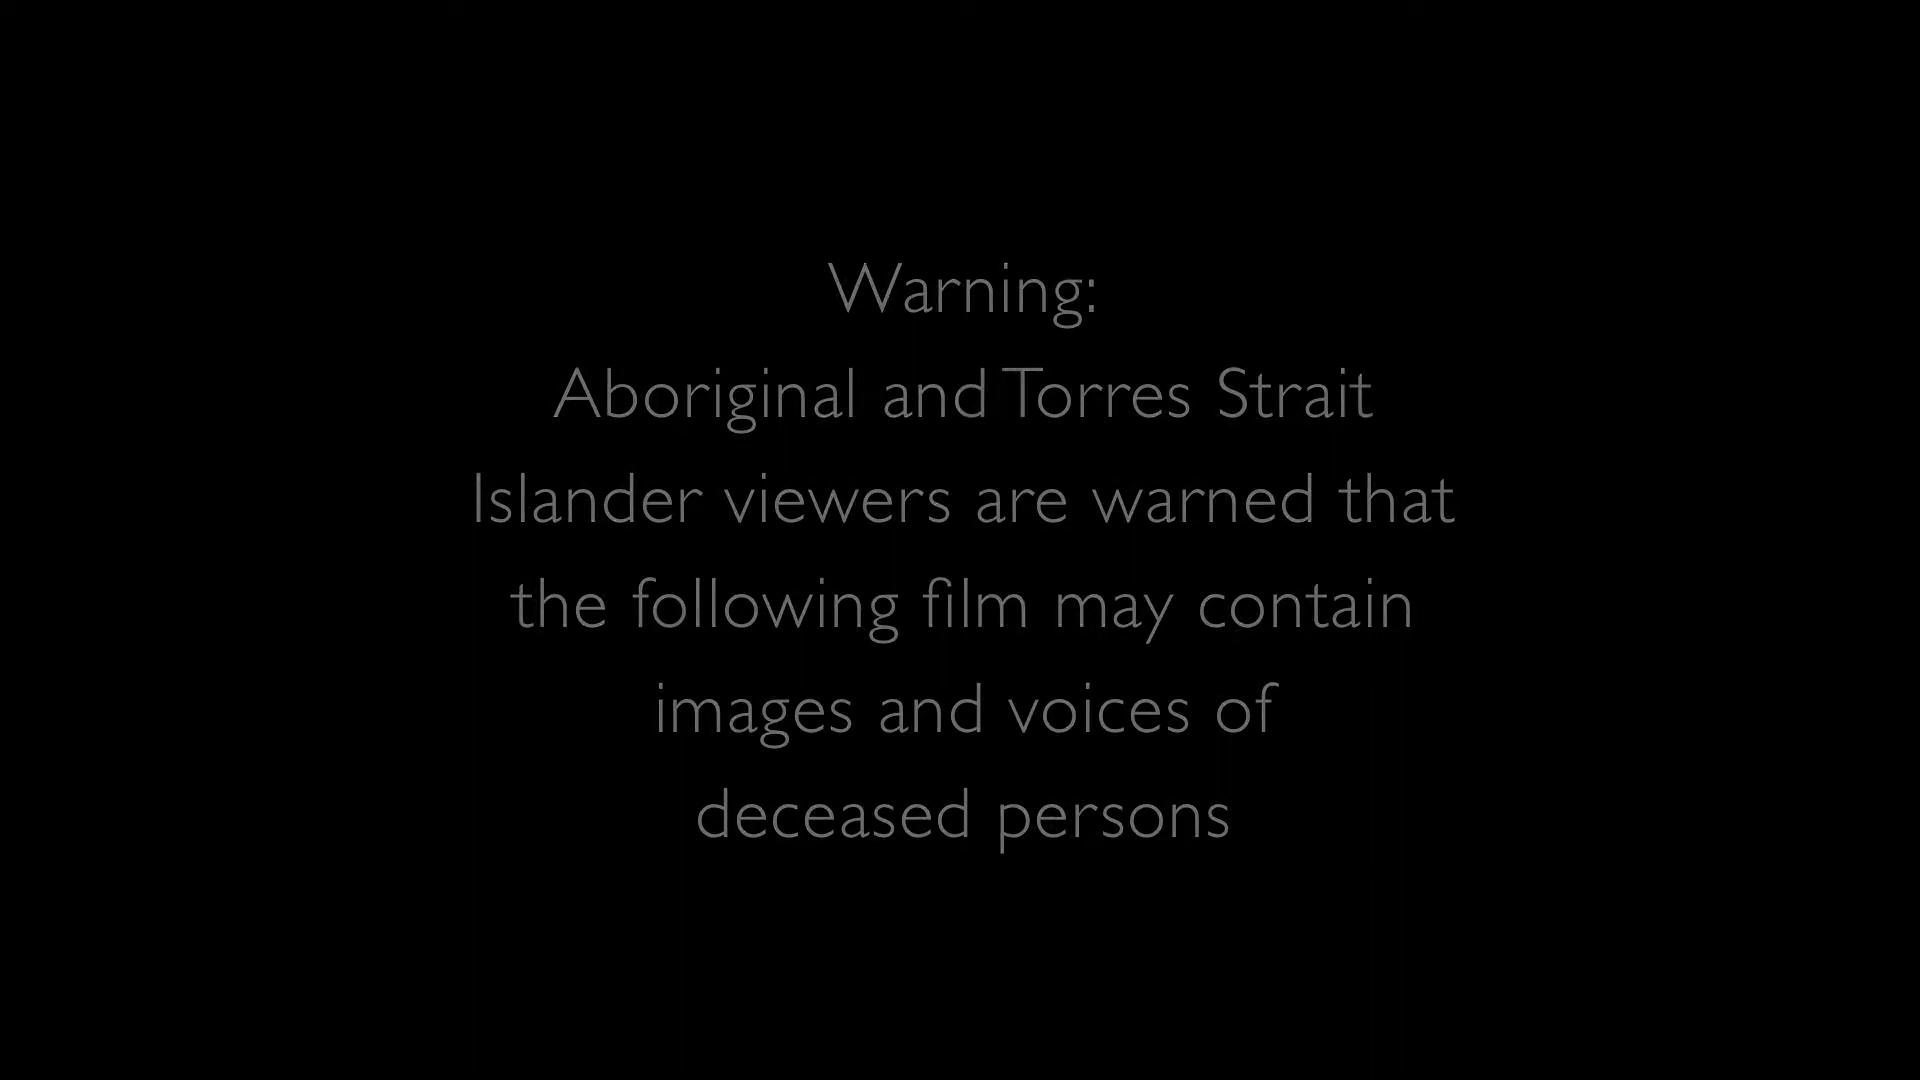 Warning:
Aboriginal and Torres Strait
Islander viewers are warned that
the following film may contain
images and voices of
deceased persons